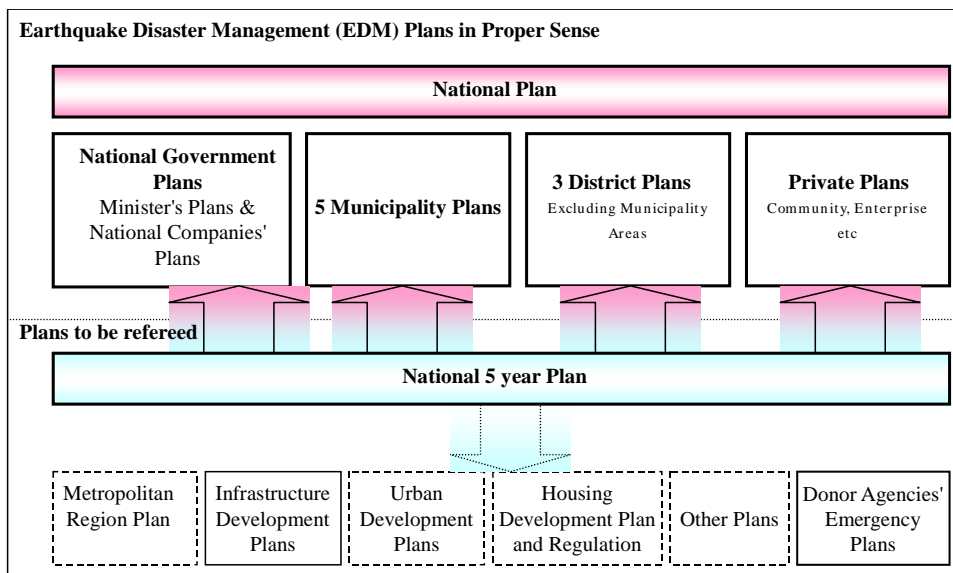 Earthquake Disaster Management (EDM) Plans in Proper Sense
National Plan
National Government
Plans
Minister's Plans &
National Companies'
Plans
5 Municipality Plans
3 District Plans
Excluding Municipality
Areas
Private Plans
Community, Enterprise
etc
Plans to be refereed
National 5 year Plan
Metropolitan
Region Plan
Infrastructure
Development
Plans
Urban
Development
Plans
Housing
Development Plan
and Regulation
Other Plans
Donor Agencies'
Emergency
Plans